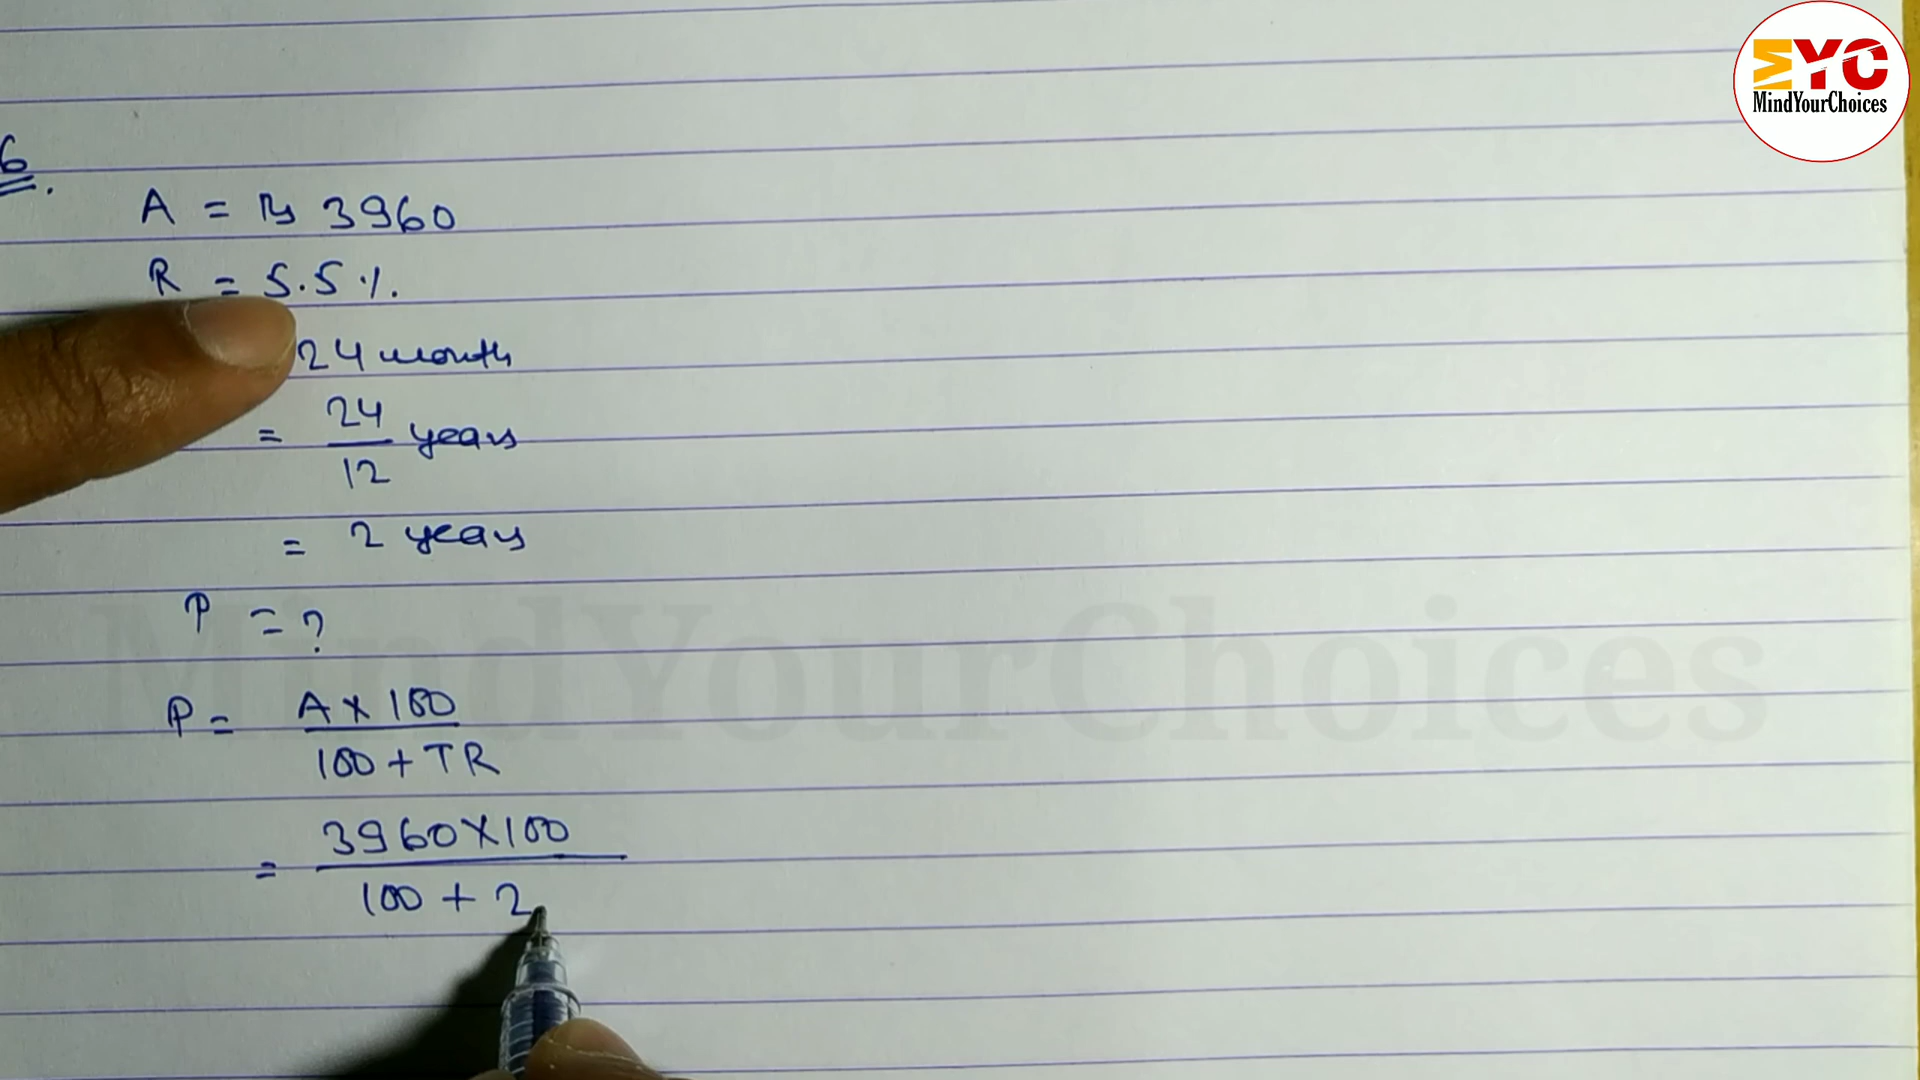 MYC
MindYourChoices
6.
A = Rs 3960
R = 5.5%.
24 month
= 24/12 years
= 2 years
P = ?
P = A × 100 / 100 + TR
= 3960 × 100 / 100 + 2
MindYourChoices